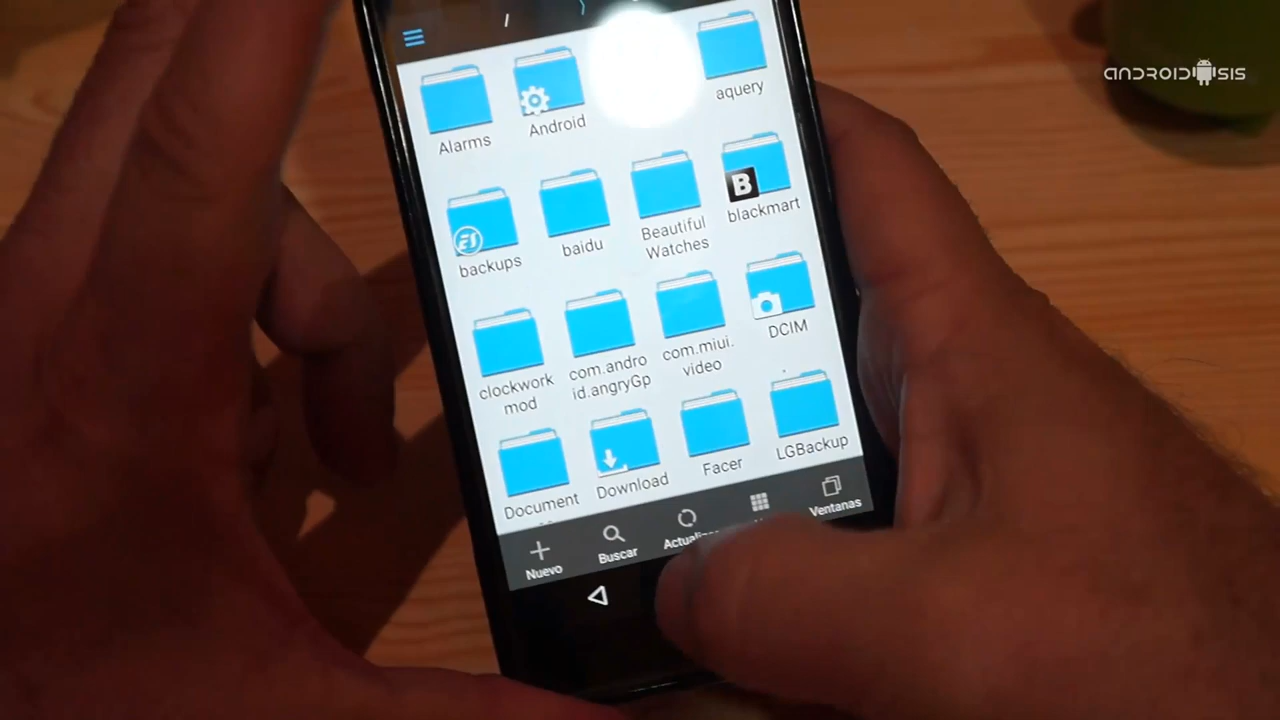 /
ANDROIDSIS
Alarms
Android
aquery
backups
baidu
Beautiful
Watches
B
blackmart
clockwork
mod
com.andro
id.angryGp
com.miui.
video
DCIM
Document
Download
Facer
LGBackup
Nuevo
Buscar
Ventanas